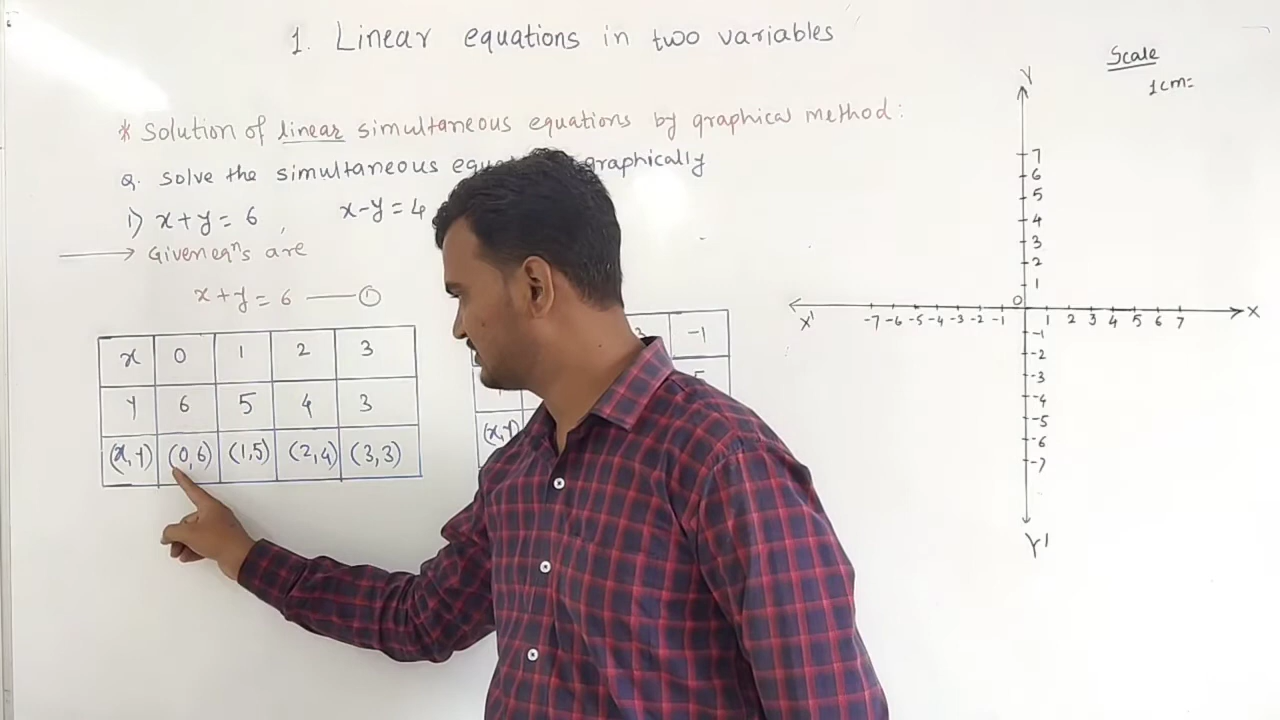 1. Linear equations in two variables
* Solution of linear simultaneous equations by graphical method:
Q. Solve the simultaneous graphically
i) x+y = 6, x-y = 4
→ Given eqⁿs are
x+y = 6 —— ①
x 0 1 2 3
y 6 5 4 3
(x,y) (0,6) (1,5) (2,4) (3,3)
-1
(x,y)
Scale
1cm=
Y
7
6
5
4
3
2
1
0
X' -7 -6 -5 -4 -3 -2 -1 1 2 3 4 5 6 7 X
-1
-2
-3
-4
-5
-6
-7
Y'